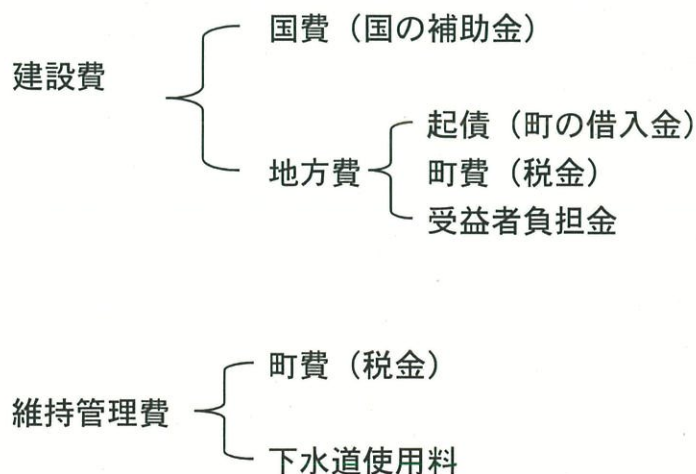 国費（国の補助金）
建設費
起債（町の借入金）
地方費
町費（税金）
受益者負担金
町費（税金）
維持管理費
下水道使用料